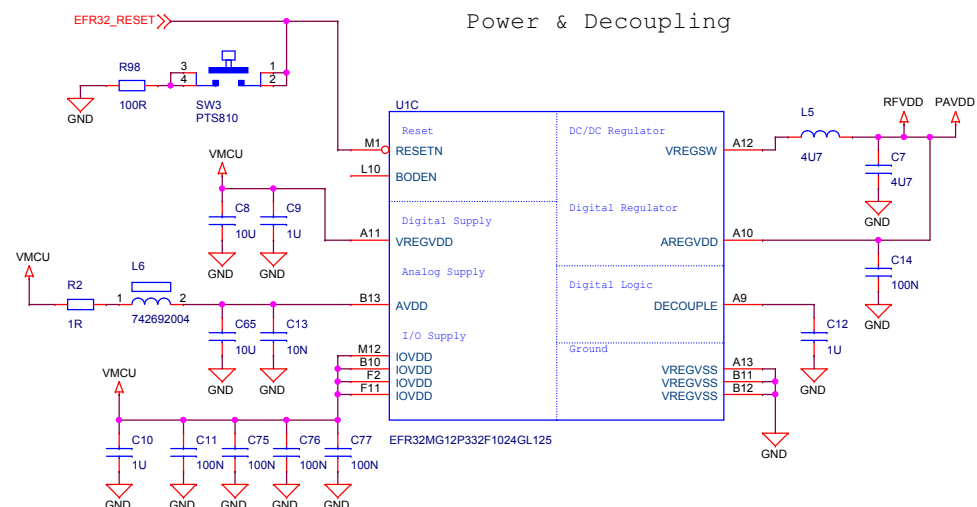 Power & Decoupling
EFR32_RESET
R98
100R
GND
3
4
1
2
SW3
PTS810
U1C
Reset
DC/DC Regulator
M1
RESETN
L10
BODEN
VREGSW
A12
L5
4U7
RFVDD
PAVDD
C7
4U7
GND
VMCU
C8
10U
C9
1U
GND
GND
Digital Supply
A11
VREGVDD
Digital Regulator
AREGVDD
A10
C14
100N
GND
VMCU
R2
1R
L6
1
2
742692004
Analog Supply
B13
AVDD
C65
10U
C13
10N
GND
GND
Digital Logic
DECOUPLE
A9
C12
1U
GND
I/O Supply
M12
IOVDD
B10
IOVDD
F2
IOVDD
F11
IOVDD
Ground
VREGVSS
A13
VREGVSS
B11
VREGVSS
B12
GND
VMCU
C10
1U
C11
100N
C75
100N
C76
100N
C77
100N
GND
GND
GND
GND
GND
EFR32MG12P332F1024GL125